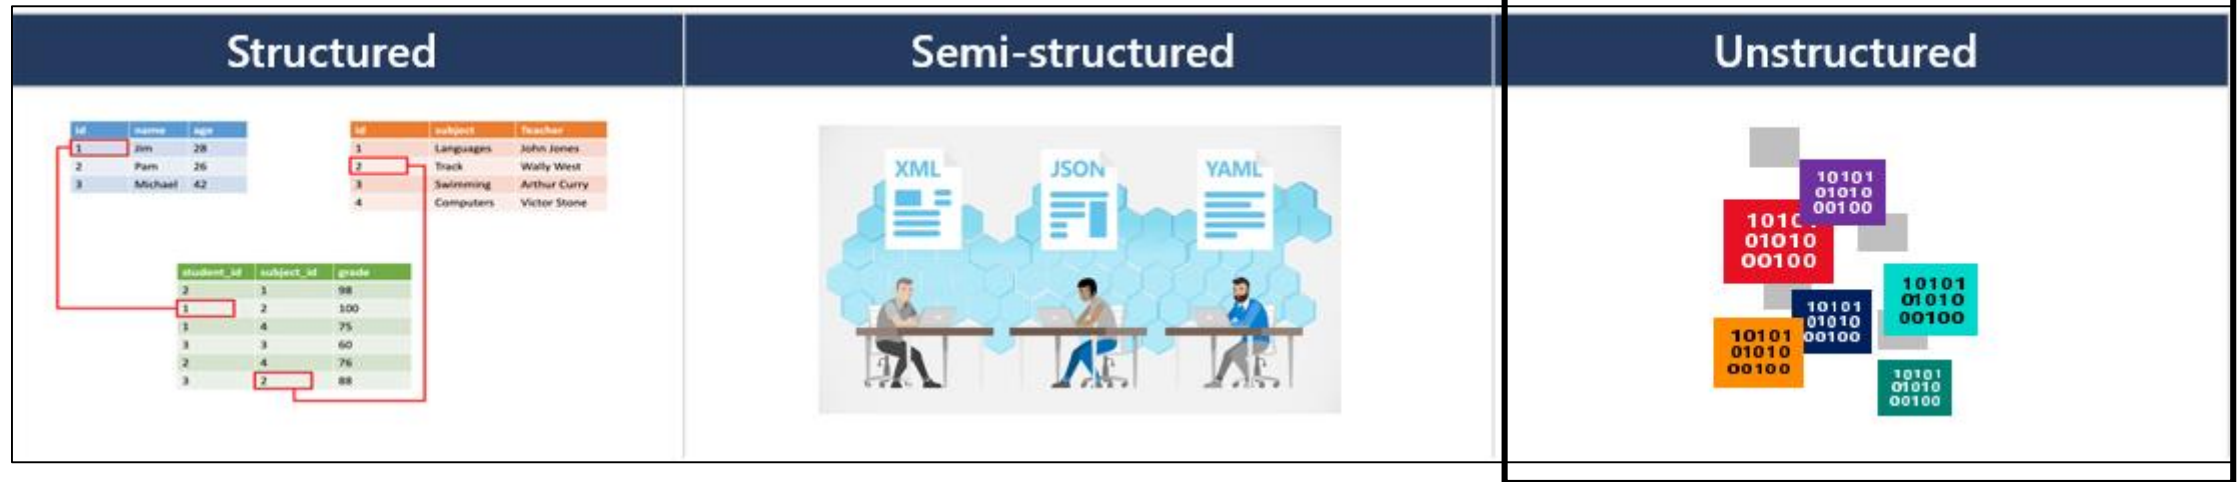 Structured
Semi-structured
Unstructured
id name age
1 Jim 28
2 Pam 26
3 Michael 42
id subject Teacher
1 Languages John Jones
2 Track Wally West
3 Swimming Arthur Curry
4 Computers Victor Stone
student_id subject_id grade
2 1 98
1 2 100
1 4 75
3 3 60
2 4 76
3 2 88
XML JSON YAML
10101
01010
00100
1010
01010
00100
10101
01010
00100
10101
01010
00100
10101
01010
00100
10101
01010
00100